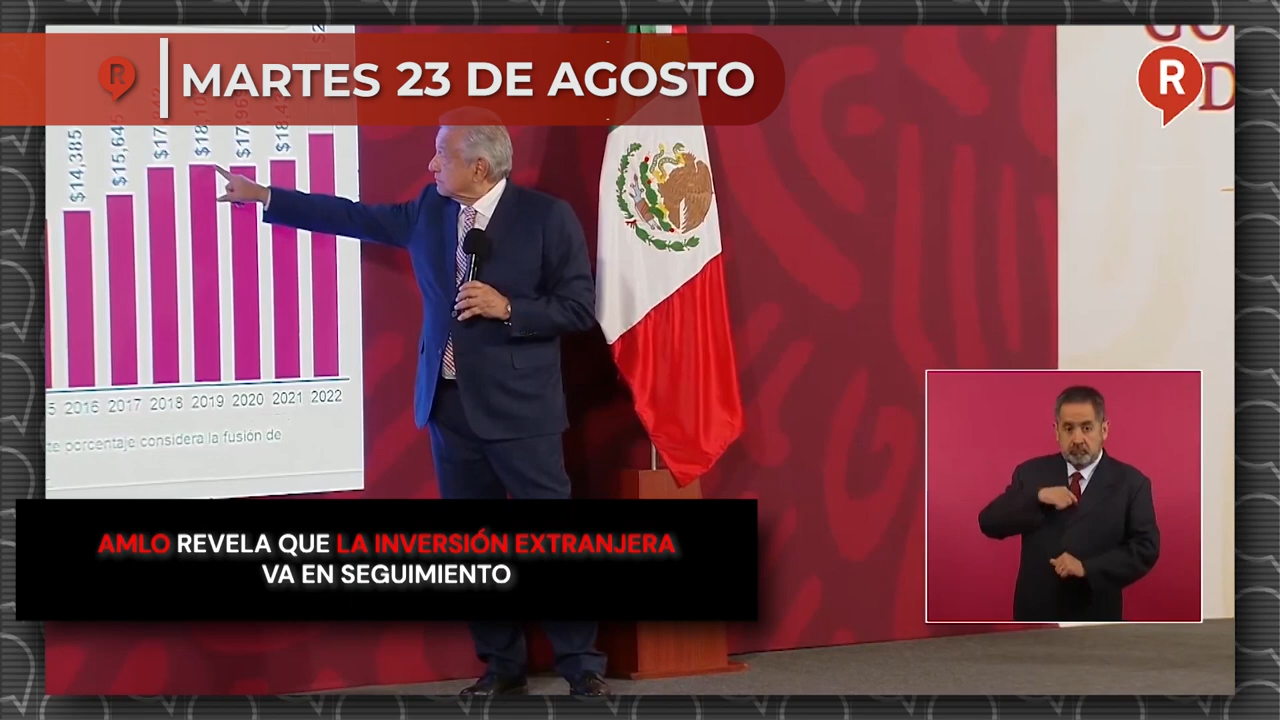 MARTES 23 DE AGOSTO
R
R
$14,385
$15,64
2016 2017 2018 2019 2020 2021 2022
porcentaje considera la fusión de
AMLO REVELA QUE LA INVERSIÓN EXTRANJERA
VA EN SEGUIMIENTO